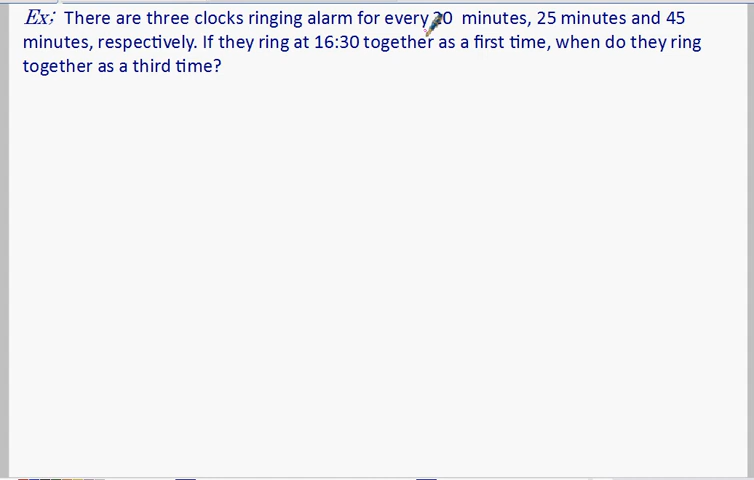 Ex; There are three clocks ringing alarm for every 20 minutes, 25 minutes and 45
minutes, respectively. If they ring at 16:30 together as a first time, when do they ring
together as a third time?